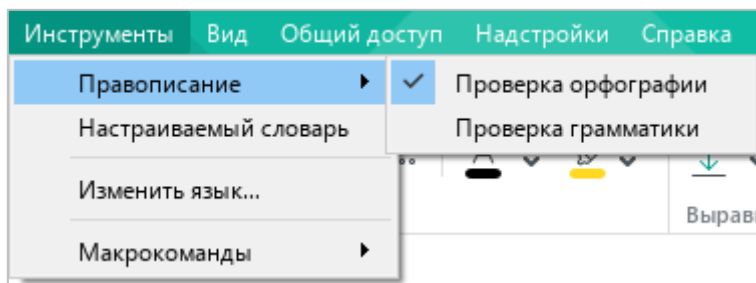 Инструменты Вид Общий доступ Надстройки Справка
Правописание
Проверка орфографии
Проверка грамматики
Настраиваемый словарь
Изменить язык...
Макрокоманды